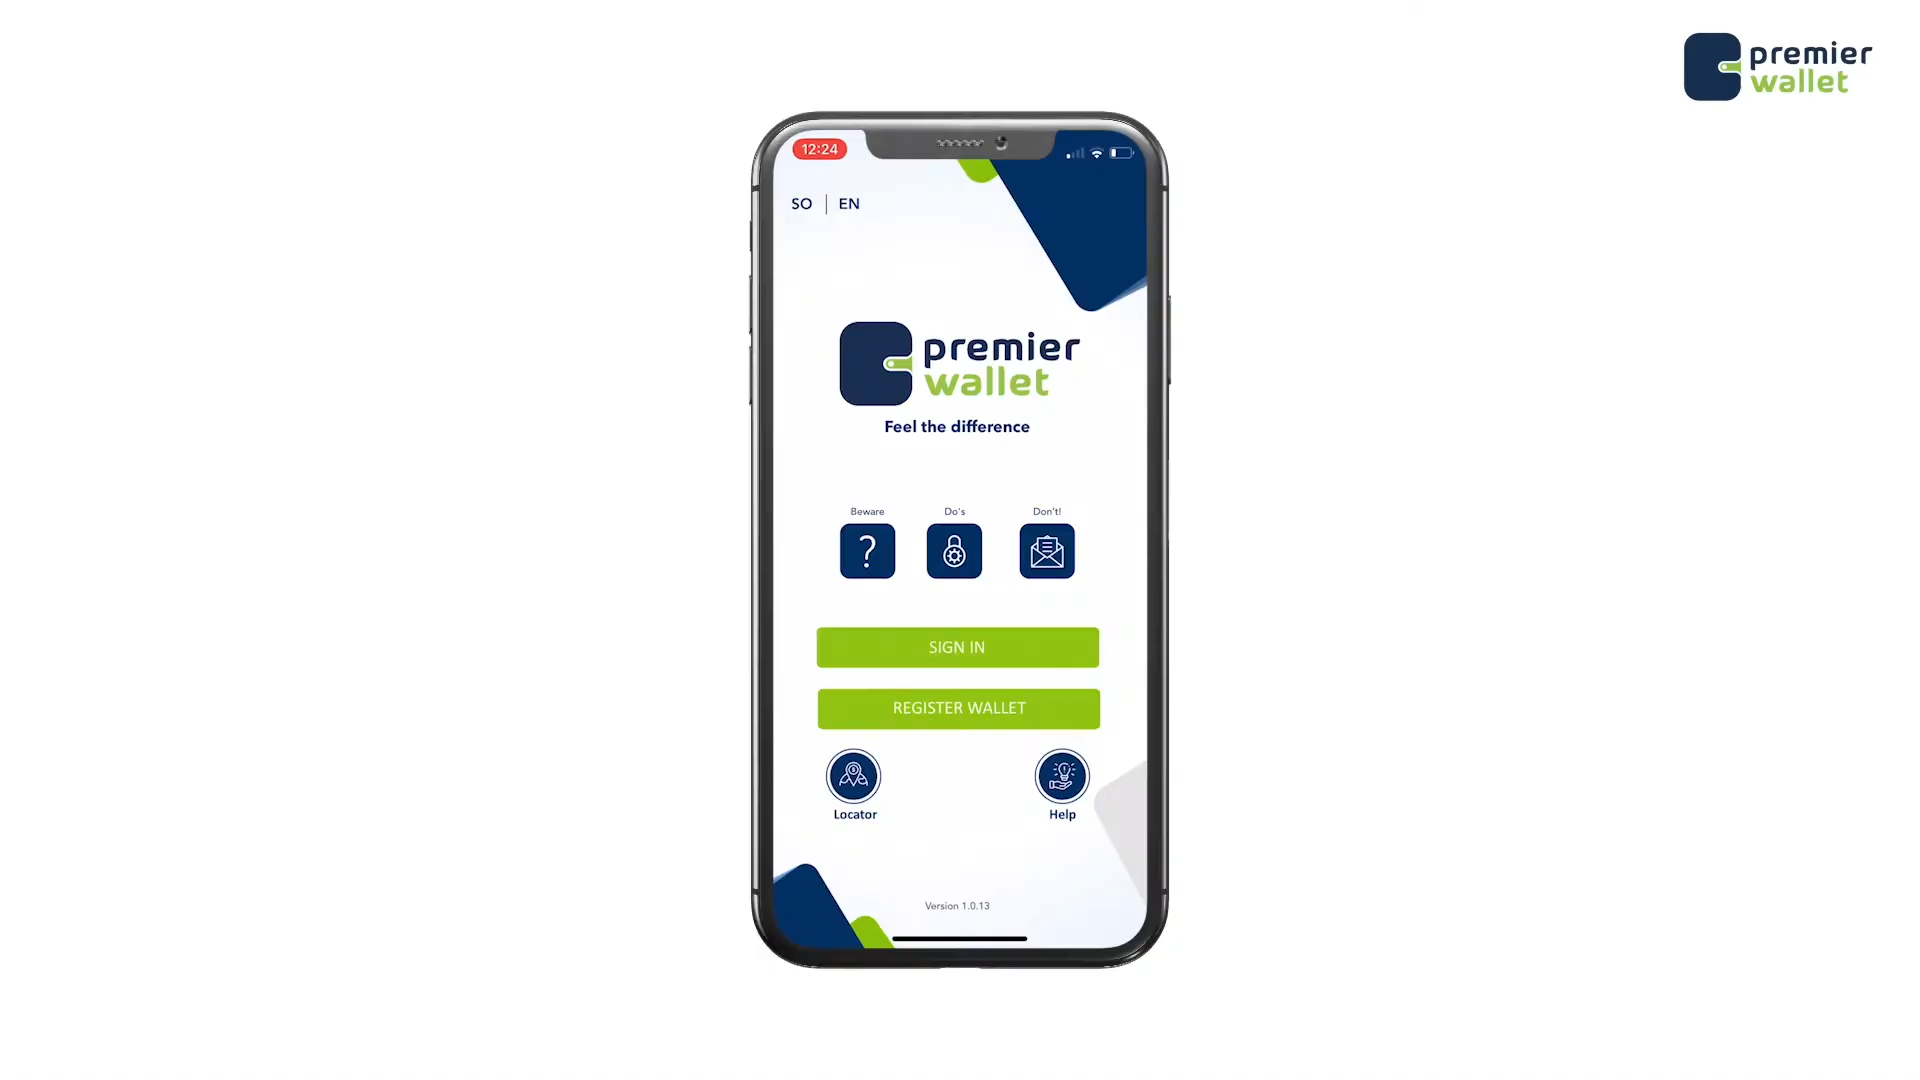 premier
wallet
12:24
SO | EN
premier
wallet
Feel the difference
Beware
Do's
Don't!
?
SIGN IN
REGISTER WALLET
Locator
Help
Version 1.0.13